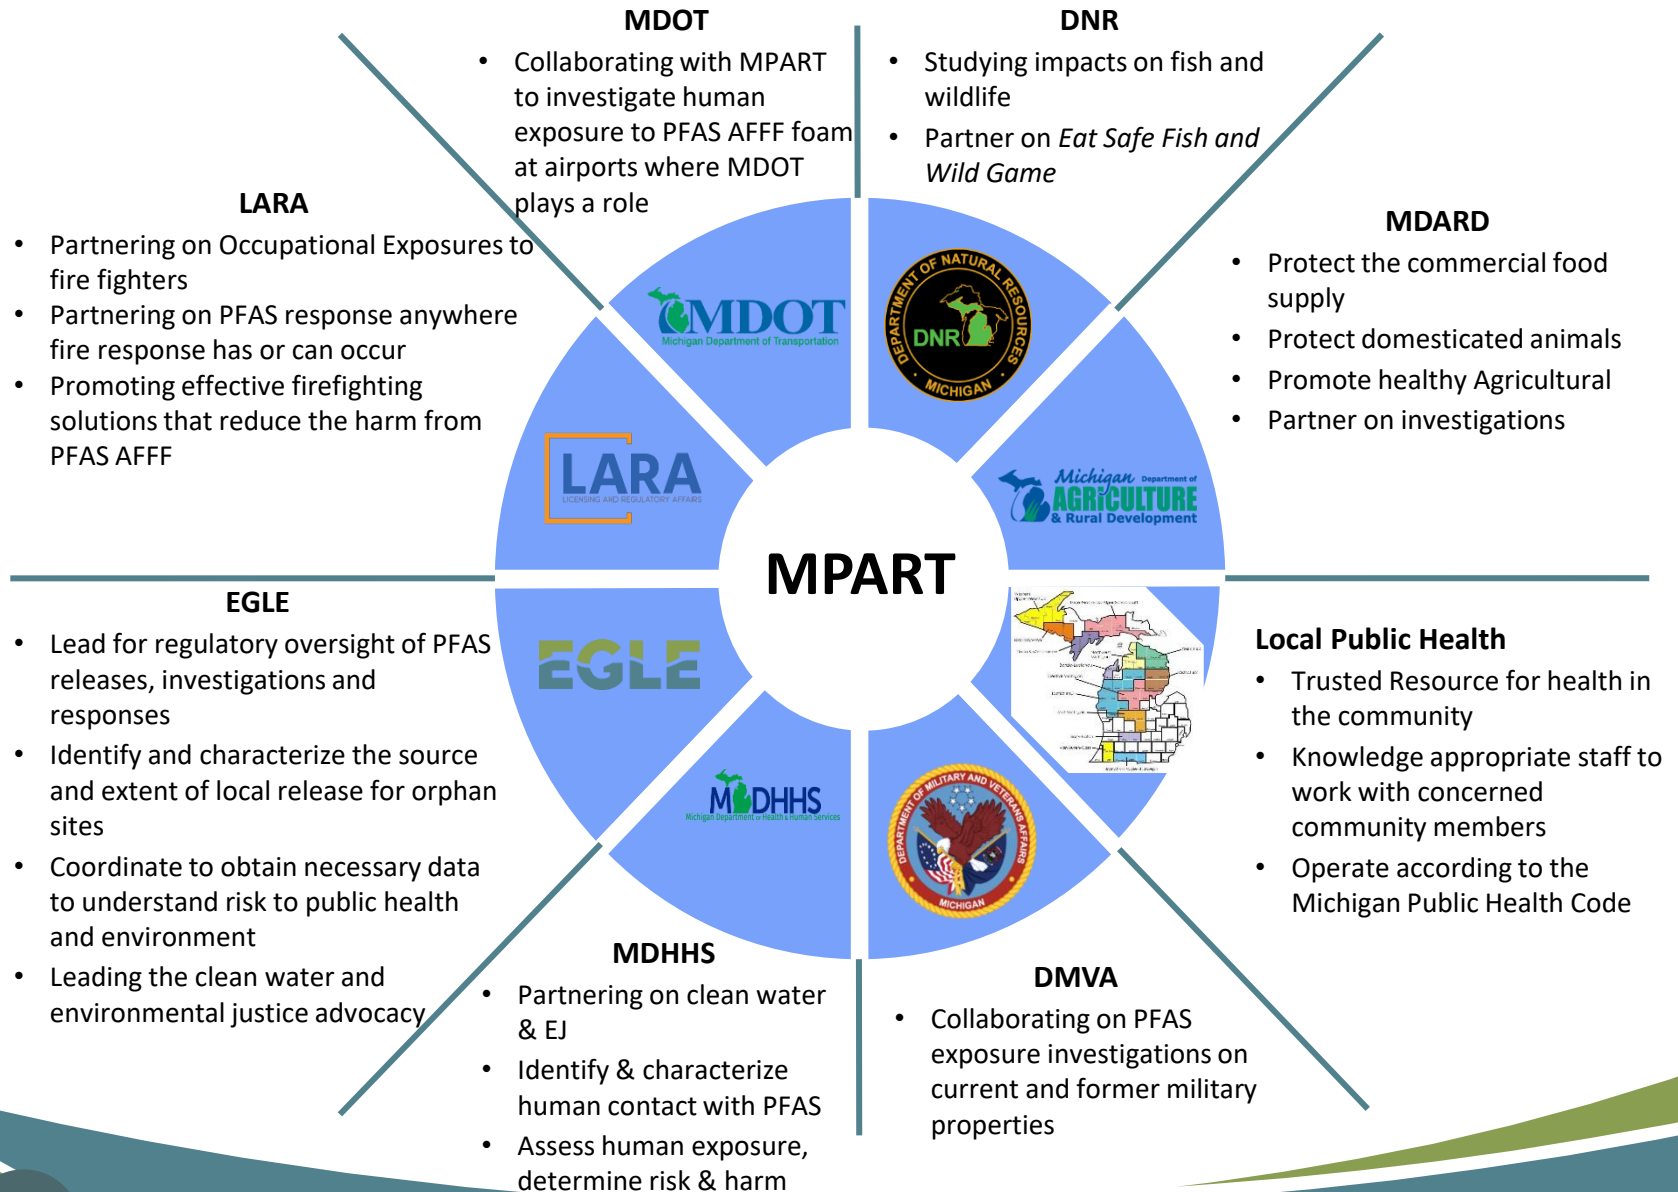 MDOT
• Collaborating with MPART
to investigate human
exposure to PFAS AFFF foam
at airports where MDOT
plays a role
DNR
• Studying impacts on fish and
wildlife
• Partner on Eat Safe Fish and
Wild Game
LARA
• Partnering on Occupational Exposures to
fire fighters
• Partnering on PFAS response anywhere
fire response has or can occur
• Promoting effective firefighting
solutions that reduce the harm from
PFAS AFFF
MDARD
• Protect the commercial food
supply
• Protect domesticated animals
• Promote healthy Agricultural
• Partner on investigations
MDOT
Michigan Department of Transportation
DEPARTMENT OF NATURAL RESOURCES
DNR
MICHIGAN
LARA
LICENSING AND REGULATORY AFFAIRS
Michigan Department of
AGRICULTURE
& Rural Development
MPART
EGLE
• Lead for regulatory oversight of PFAS
releases, investigations and
responses
• Identify and characterize the source
and extent of local release for orphan
sites
• Coordinate to obtain necessary data
to understand risk to public health
and environment
• Leading the clean water and
environmental justice advocacy
EGLE
Local Public Health
• Trusted Resource for health in
the community
• Knowledge appropriate staff to
work with concerned
community members
• Operate according to the
Michigan Public Health Code
MDHHS
Michigan Department of Health & Human Services
DEPARTMENT OF MILITARY AND VETERANS AFFAIRS
MICHIGAN
MDHHS
• Partnering on clean water
& EJ
• Identify & characterize
human contact with PFAS
• Assess human exposure,
determine risk & harm
DMVA
• Collaborating on PFAS
exposure investigations on
current and former military
properties